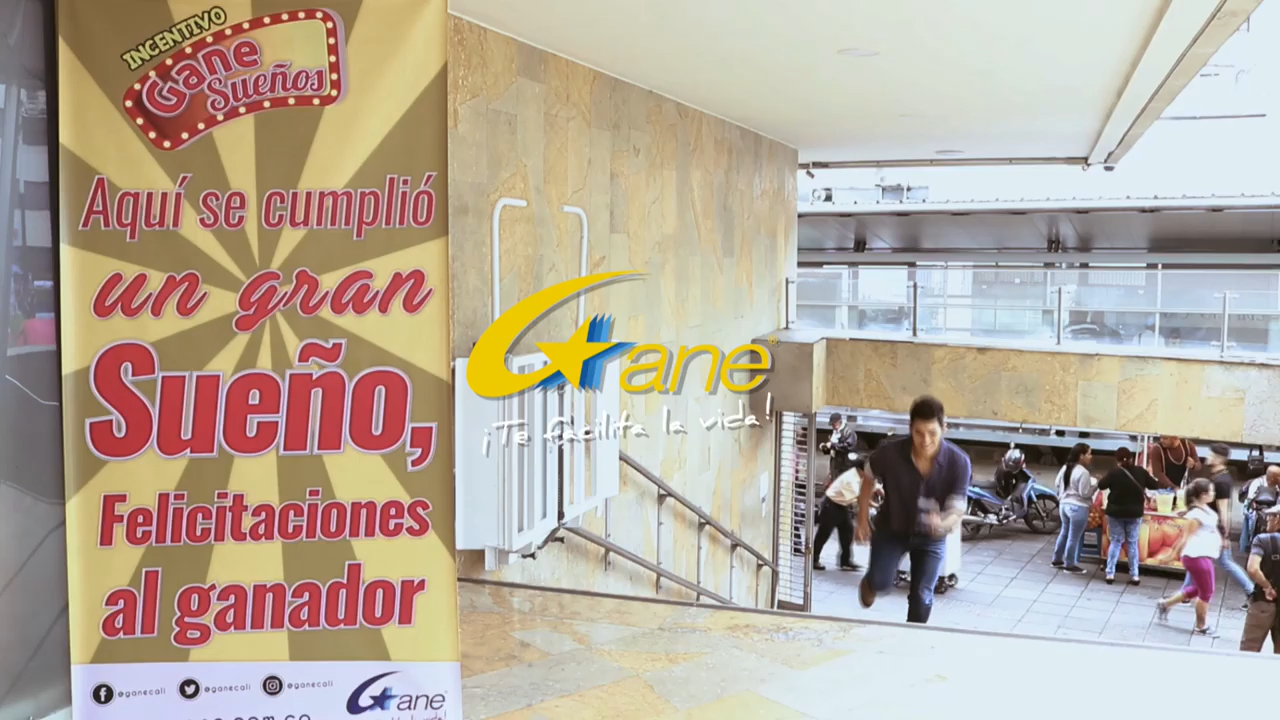 INCENTIVO
Gane
Sueños
Aquí se cumplió
un gran
Sueño,
Felicitaciones
al ganador
@ganecali @ganecali @ganecali
Gane
Gane®
¡Te facilita la vida!